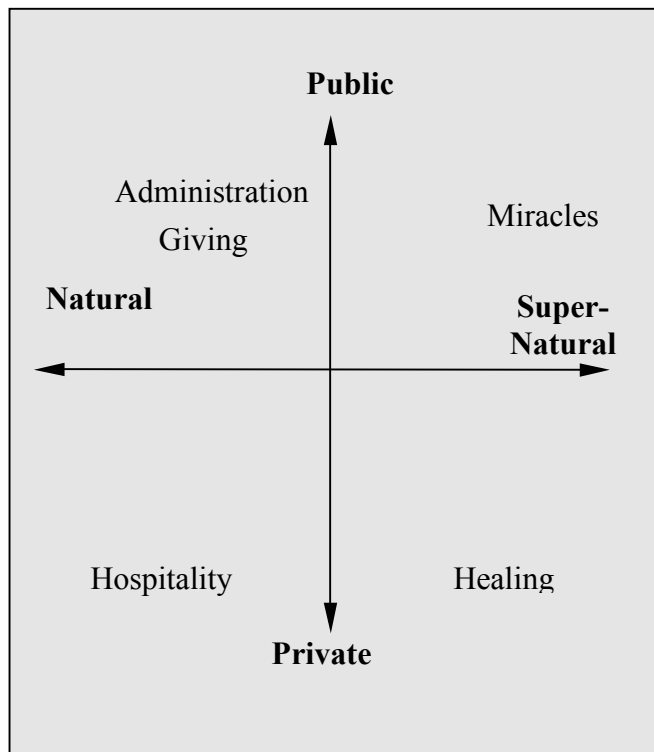 Public
Administration
Miracles
Giving
Natural
Super-
Natural
Hospitality
Healing
Private